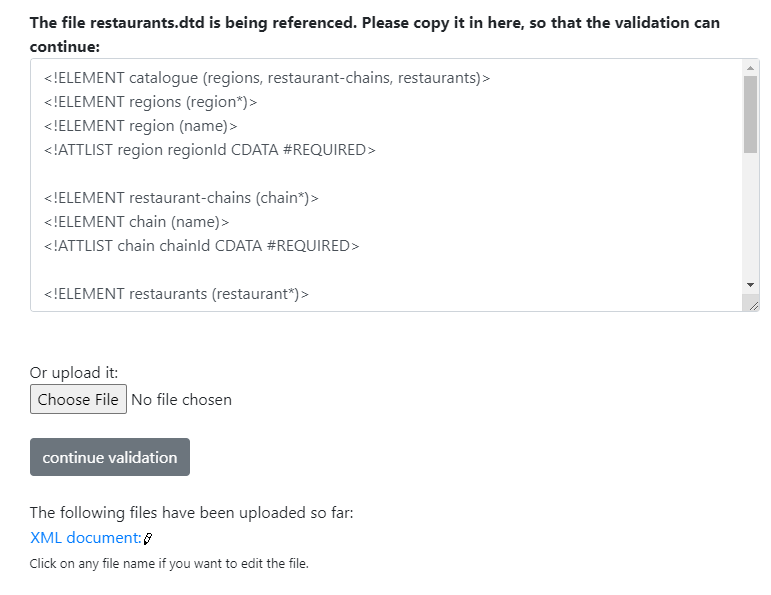 The file restaurants.dtd is being referenced. Please copy it in here, so that the validation can
continue:
<!ELEMENT catalogue (regions, restaurant-chains, restaurants)>
<!ELEMENT regions (region*)>
<!ELEMENT region (name)>
<!ATTLIST region regionId CDATA #REQUIRED>
<!ELEMENT restaurant-chains (chain*)>
<!ELEMENT chain (name)>
<!ATTLIST chain chainId CDATA #REQUIRED>
<!ELEMENT restaurants (restaurant*)>
Or upload it:
Choose File No file chosen
continue validation
The following files have been uploaded so far:
XML document:
Click on any file name if you want to edit the file.